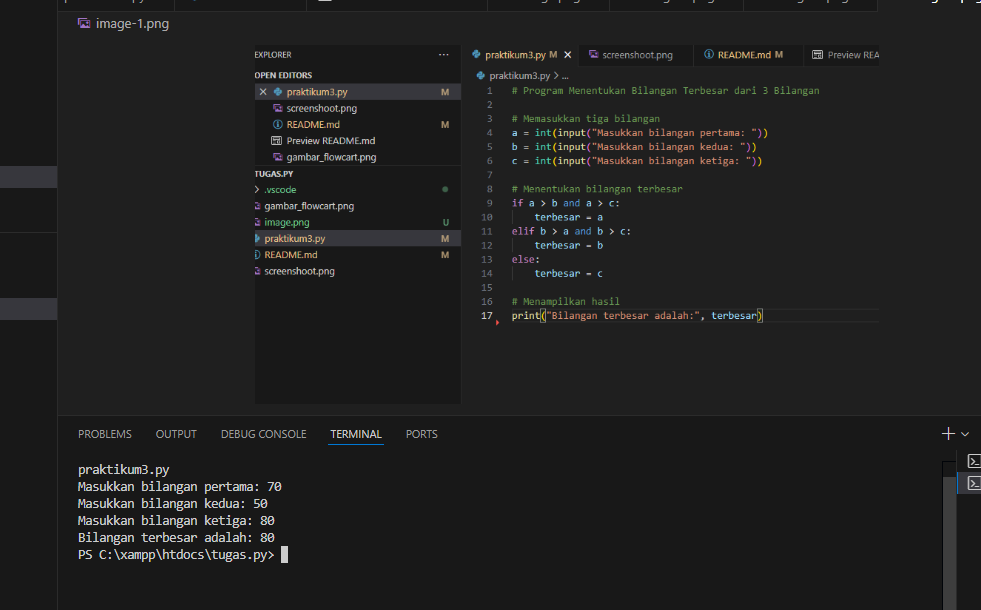 image-1.png
EXPLORER
OPEN EDITORS
praktikum3.py M
screenshoot.png
README.md M
Preview README.md
gambar_flowcart.png
TUGAS.PY
.vscode
gambar_flowcart.png
image.png U
praktikum3.py M
README.md M
screenshoot.png
praktikum3.py M screenshoot.png README.md M Preview REA
praktikum3.py > ...
1 # Program Menentukan Bilangan Terbesar dari 3 Bilangan
2
3 # Memasukkan tiga bilangan
4 a = int(input("Masukkan bilangan pertama: "))
5 b = int(input("Masukkan bilangan kedua: "))
6 c = int(input("Masukkan bilangan ketiga: "))
7
8 # Menentukan bilangan terbesar
9 if a > b and a > c:
10 terbesar = a
11 elif b > a and b > c:
12 terbesar = b
13 else:
14 terbesar = c
15
16 # Menampilkan hasil
17 print("Bilangan terbesar adalah:", terbesar)
PROBLEMS OUTPUT DEBUG CONSOLE TERMINAL PORTS
praktikum3.py
Masukkan bilangan pertama: 70
Masukkan bilangan kedua: 50
Masukkan bilangan ketiga: 80
Bilangan terbesar adalah: 80
PS C:\xampp\htdocs\tugas.py>